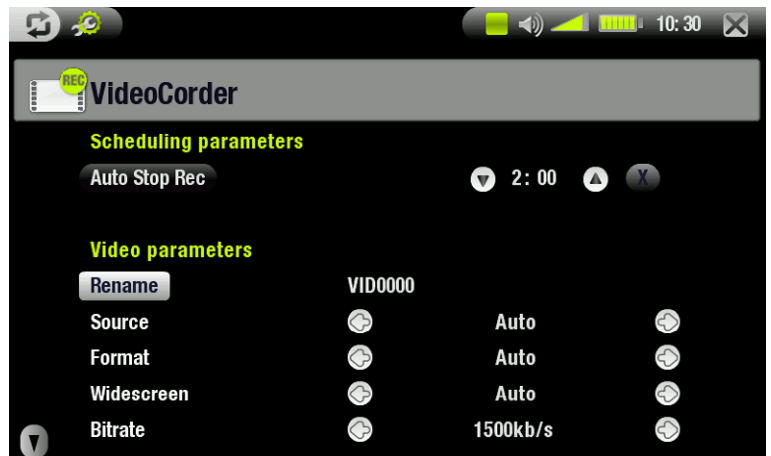 10: 30
REC
VideoCorder
Scheduling parameters
Auto Stop Rec 2: 00 X
Video parameters
Rename VID0000
Source Auto
Format Auto
Widescreen Auto
Bitrate 1500kb/s